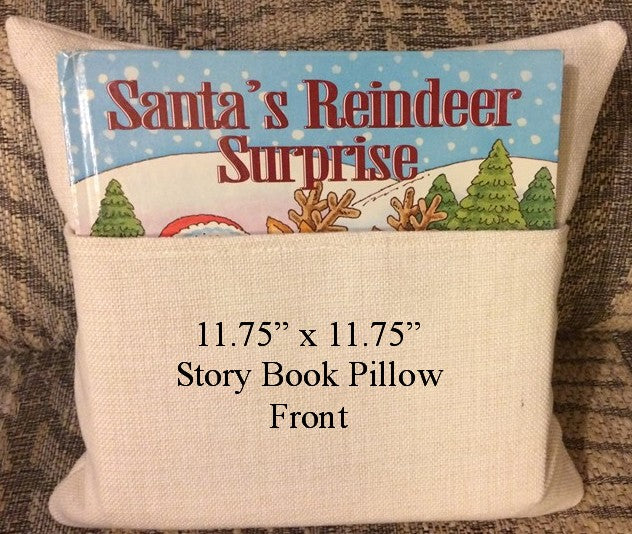 Santa's Reindeer
Surprise
11.75” x 11.75”
Story Book Pillow
Front